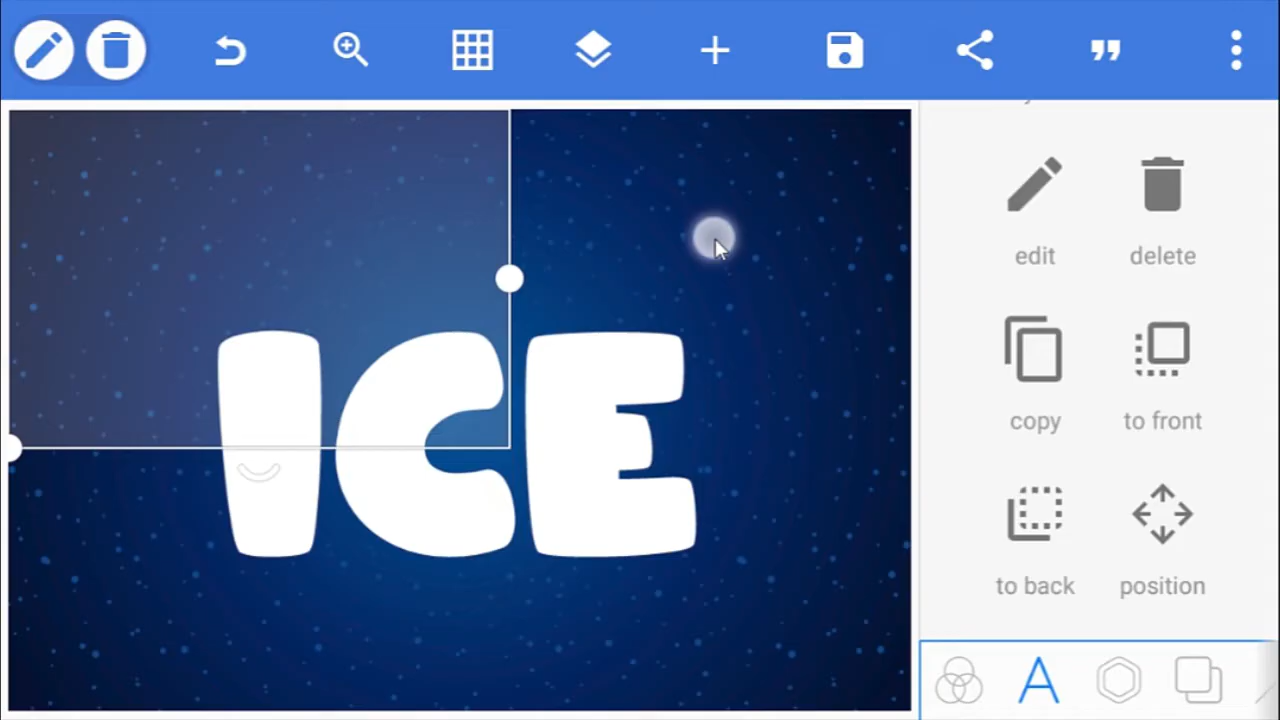 ICE
edit
delete
copy
to front
to back
position